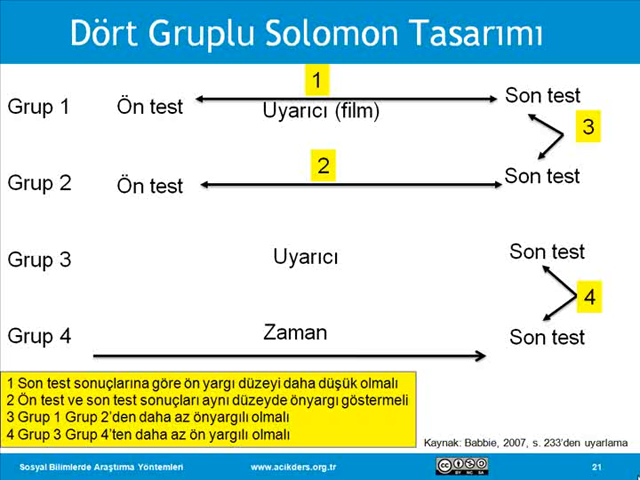 Dört Gruplu Solomon Tasarımı
1
Grup 1 Ön test Uyarıcı (film) Son test
3
2
Grup 2 Ön test Son test
Grup 3 Uyarıcı Son test
4
Grup 4 Zaman Son test
1 Son test sonuçlarına göre ön yargı düzeyi daha düşük olmalı
2 Ön test ve son test sonuçları aynı düzeyde önyargı göstermeli
3 Grup 1 Grup 2’den daha az önyargılı olmalı
4 Grup 3 Grup 4’ten daha az ön yargılı olmalı
Kaynak: Babbie, 2007, s. 233’den uyarlama
Sosyal Bilimlerde Araştırma Yöntemleri www.acikders.org.tr cc BY NC SA 21